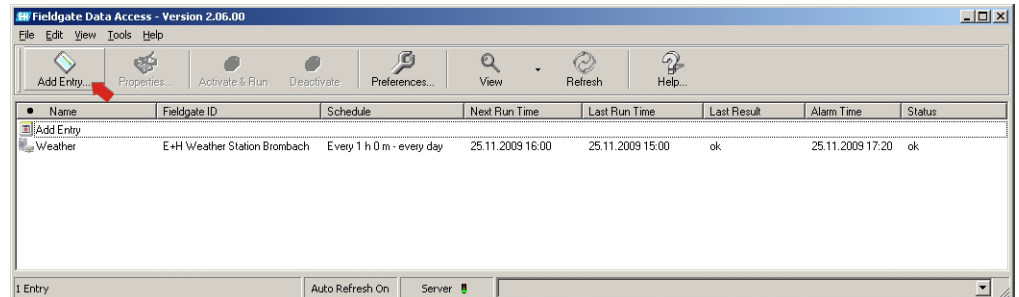 EH Fieldgate Data Access - Version 2.06.00
File Edit View Tools Help
Add Entry... Properties... Activate & Run Deactivate Preferences... View Refresh Help...
Name Fieldgate ID Schedule Next Run Time Last Run Time Last Result Alarm Time Status
Add Entry
Weather E+H Weather Station Brombach Every 1 h 0 m - every day 25.11.2009 16:00 25.11.2009 15:00 ok 25.11.2009 17:20 ok
1 Entry Auto Refresh On Server